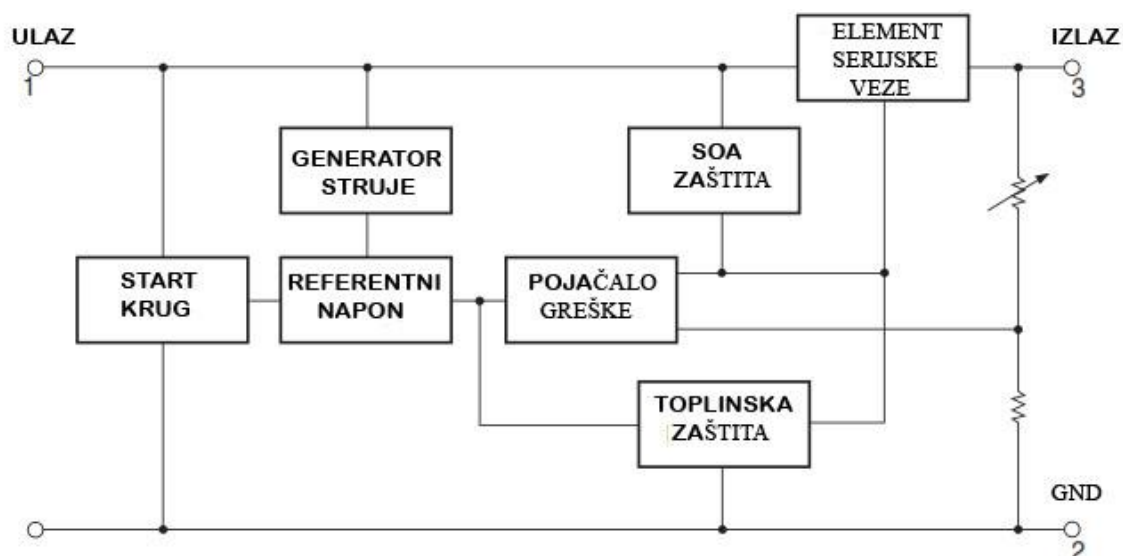 ULAZ
1
ELEMENT
SERIJSKE
VEZE
IZLAZ
3
GENERATOR
STRUJE
SOA
ZAŠTITA
START
KRUG
REFERENTNI
NAPON
POJAČALO
GREŠKE
TOPLINSKA
ZAŠTITA
GND
2